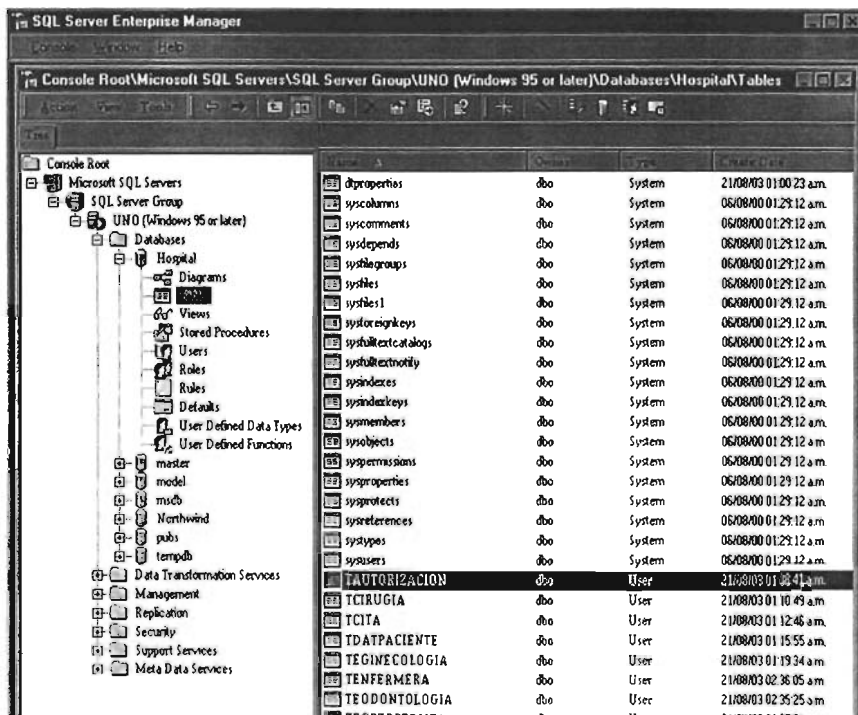 SQL Server Enterprise Manager
Console Window Help
Console Root\Microsoft SQL Servers\SQL Server Group\UNO (Windows 95 or later)\Databases\Hospital\Tables
Action View Tools
Tree
Console Root
Microsoft SQL Servers
SQL Server Group
UNO (Windows 95 or later)
Databases
Hospital
Diagrams
Views
Stored Procedures
Users
Roles
Rules
Defaults
User Defined Data Types
User Defined Functions
master
model
msdb
Northwind
pubs
tempdb
Data Transformation Services
Management
Replication
Security
Support Services
Meta Data Services
Name Owner Type Create Date
dtproperties dbo System 21/08/03 01:00:23 a.m.
syscolumns dbo System 06/08/00 01:29:12 a.m.
syscomments dbo System 06/08/00 01:29:12 a.m.
sysdepends dbo System 06/08/00 01:29:12 a.m.
sysfilegroups dbo System 06/08/00 01:29:12 a.m.
sysfiles dbo System 06/08/00 01:29:12 a.m.
sysfiles1 dbo System 06/08/00 01:29:12 a.m.
sysforeignkeys dbo System 06/08/00 01:29:12 a.m.
sysfulltextcatalogs dbo System 06/08/00 01:29:12 a.m.
sysfulltextnotify dbo System 06/08/00 01:29:12 a.m.
sysindexes dbo System 06/08/00 01:29:12 a.m.
sysindexkeys dbo System 06/08/00 01:29:12 a.m.
sysmembers dbo System 06/08/00 01:29:12 a.m.
sysobjects dbo System 06/08/00 01:29:12 a.m.
syspermissions dbo System 06/08/00 01:29:12 a.m.
sysproperties dbo System 06/08/00 01:29:12 a.m.
sysprotects dbo System 06/08/00 01:29:12 a.m.
sysreferences dbo System 06/08/00 01:29:12 a.m.
systypes dbo System 06/08/00 01:29:12 a.m.
sysusers dbo System 06/08/00 01:29:12 a.m.
TAUTORIZACION dbo User 21/08/03 a.m.
TCIRUGIA dbo User 21/08/03 01:10:49 a.m.
TCITA dbo User 21/08/03 01:12:46 a.m.
TDATPACIENTE dbo User 21/08/03 01:15:55 a.m.
TEGINECOLOGIA dbo User 21/08/03 01:19:34 a.m.
TENFERMERA dbo User 21/08/03 02:36:05 a.m.
TEODONTOLOGIA dbo User 21/08/03 02:35:25 a.m.